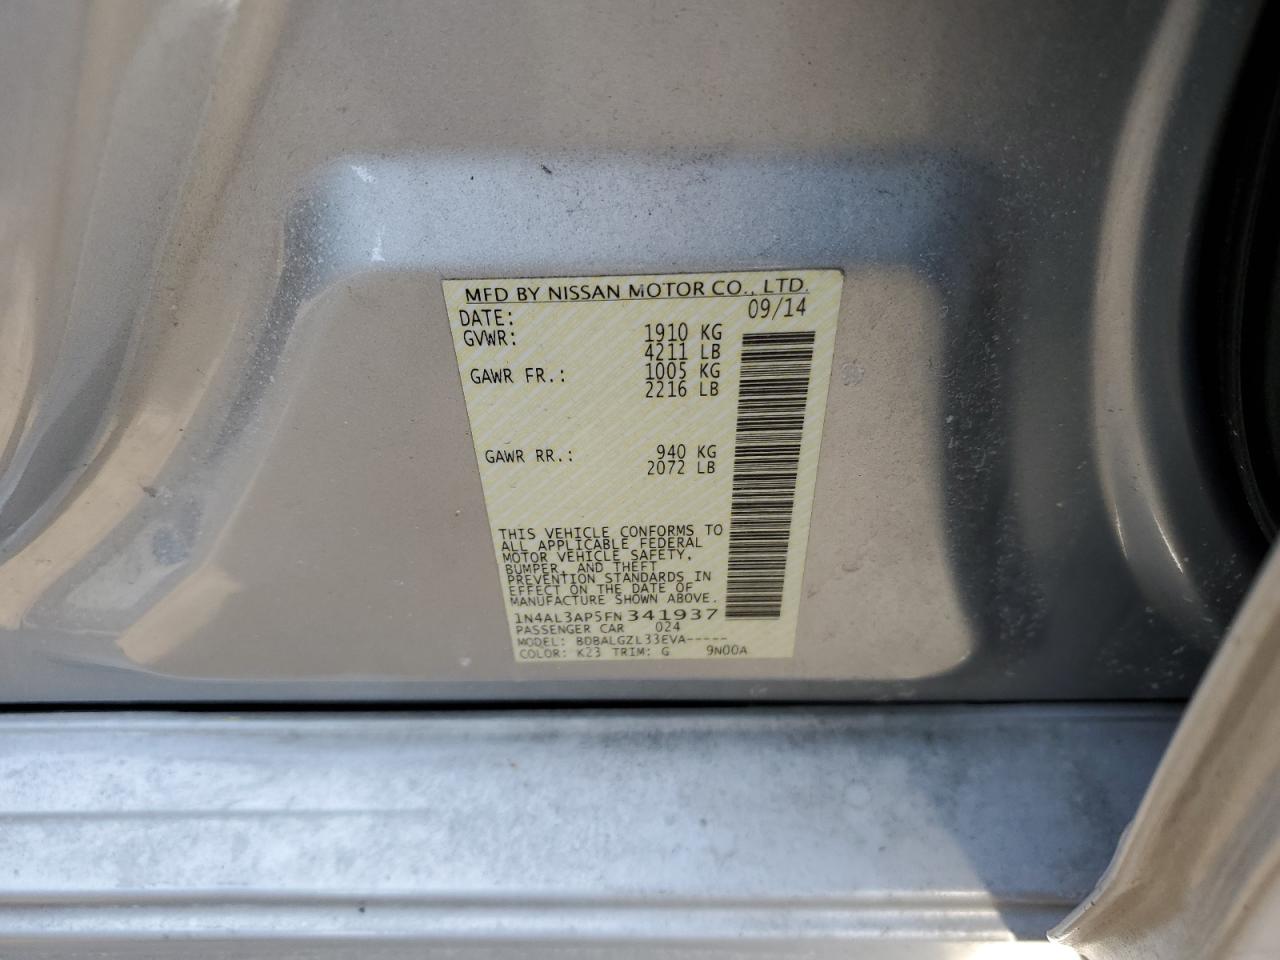 MFD BY NISSAN MOTOR CO., LTD.
DATE: 09/14
GVWR: 1910 KG
4211 LB
GAWR FR.: 1005 KG
2216 LB
GAWR RR.: 940 KG
2072 LB
THIS VEHICLE CONFORMS TO
ALL APPLICABLE FEDERAL
MOTOR VEHICLE SAFETY,
BUMPER, AND THEFT
PREVENTION STANDARDS IN
EFFECT ON THE DATE OF
MANUFACTURE SHOWN ABOVE.
1N4AL3AP5FN341937
PASSENGER CAR 024
MODEL: BDBALGZL33EVA-----
COLOR: K23 TRIM: G 9N00A